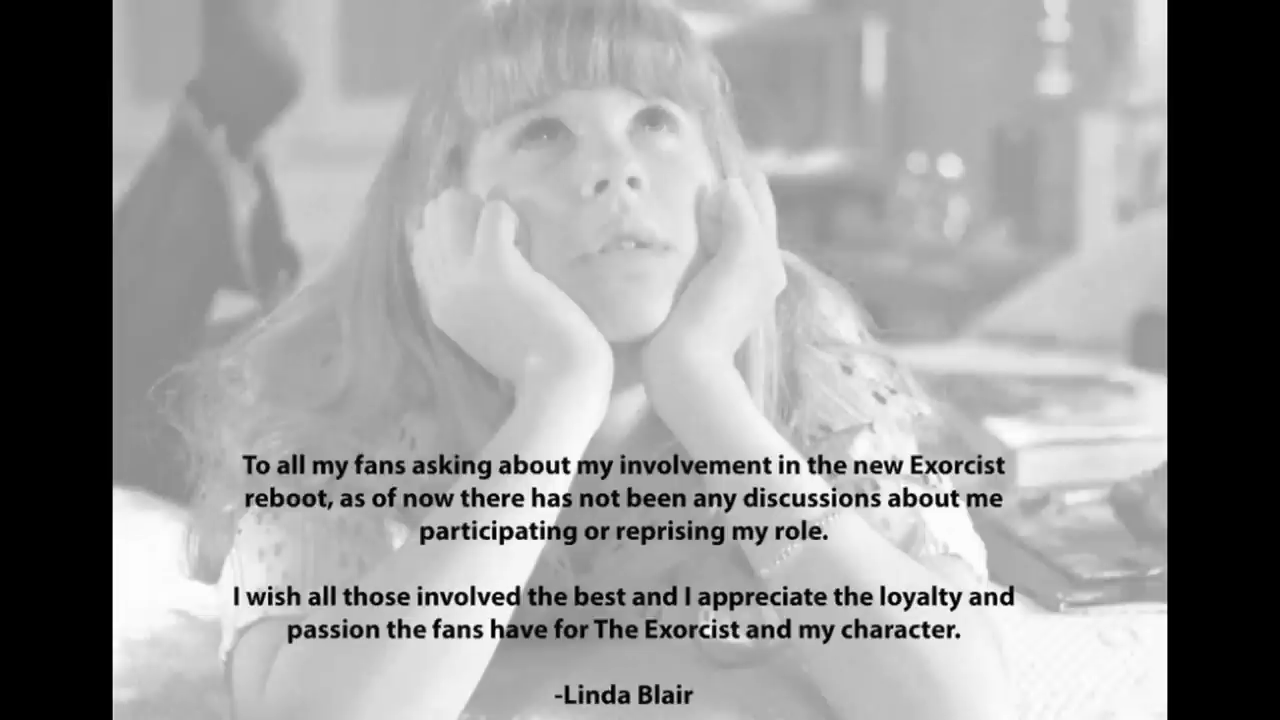 To all my fans asking about my involvement in the new Exorcist
reboot, as of now there has not been any discussions about me
participating or reprising my role.
I wish all those involved the best and I appreciate the loyalty and
passion the fans have for The Exorcist and my character.
-Linda Blair